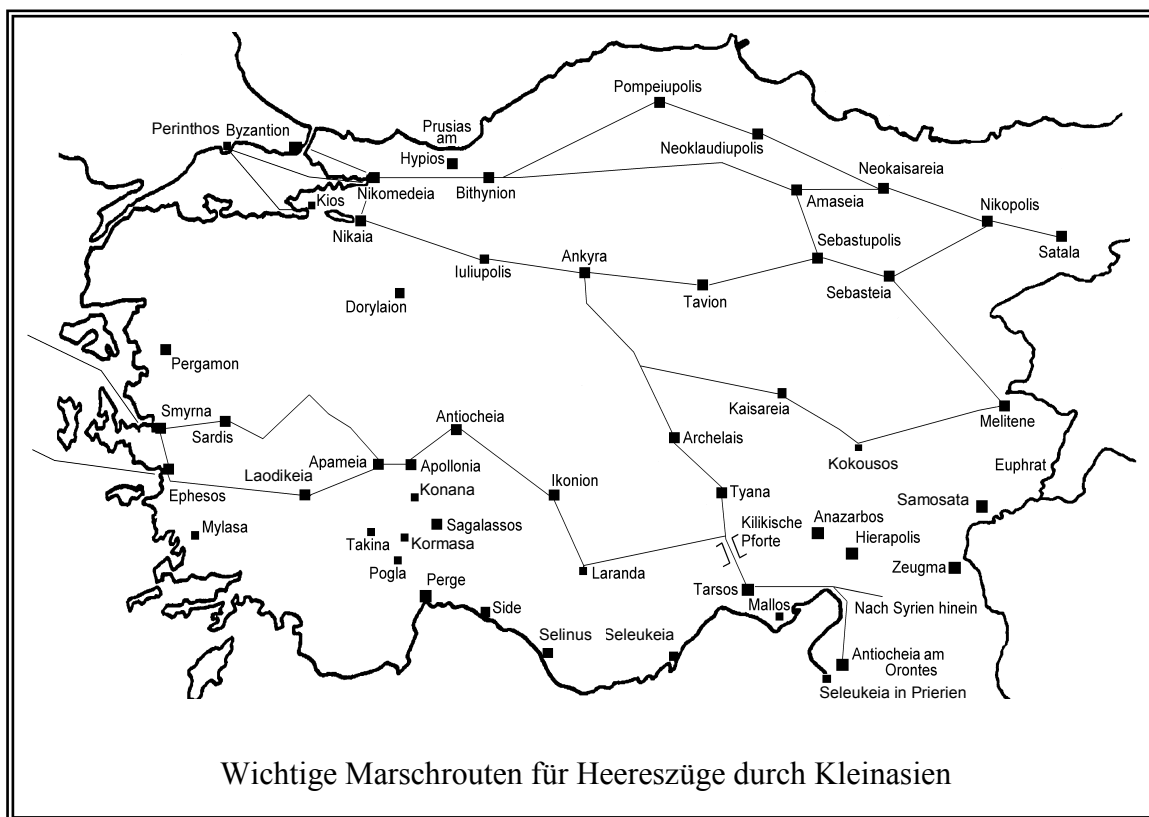 Pompeiupolis
Perinthos
Byzantion
Prusias
am
Hypios
Neoklaudiupolis
Neokaisareia
Nikomedeia
Bithynion
Amaseia
Kios
Nikaia
Nikopolis
Satala
Sebastupolis
Iuliupolis
Ankyra
Tavion
Sebasteia
Dorylaion
Pergamon
Smyrna
Sardis
Antiocheia
Kaisareia
Melitene
Archelais
Kokousos
Apameia
Apollonia
Laodikeia
Euphrat
Ephesos
Konana
Ikonion
Tyana
Samosata
Mylasa
Sagalassos
Kilikische
Pforte
Anazarbos
Hierapolis
Takina
Kormasa
Pogla
Zeugma
Laranda
Perge
Tarsos
Mallos
Nach Syrien hinein
Side
Selinus
Seleukeia
Antiocheia am
Orontes
Seleukeia in Prierien
Wichtige Marschrouten für Heereszüge durch Kleinasien